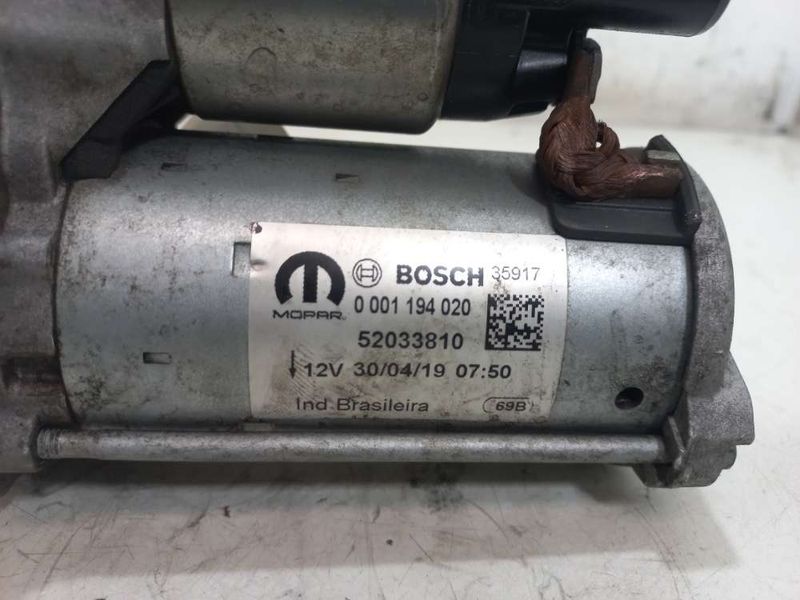 MOPAR
BOSCH 35917
0 001 194 020
52033810
12V 30/04/19 07:50
Ind Brasileira 69B